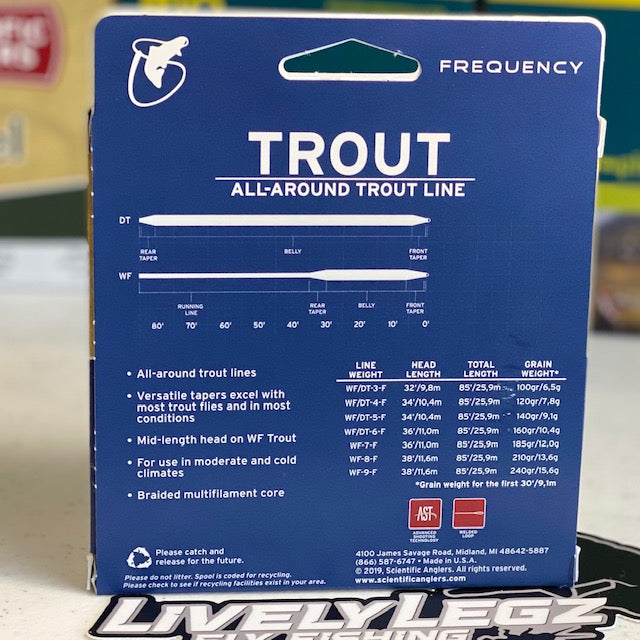 FREQUENCY
TROUT
ALL-AROUND TROUT LINE
DT
REAR TAPER BELLY FRONT TAPER
WF
RUNNING LINE REAR TAPER BELLY FRONT TAPER
80' 70' 60' 50' 40' 30' 20' 10' 0'
• All-around trout lines
• Versatile tapers excel with
most trout flies and in most
conditions
• Mid-length head on WF Trout
• For use in moderate and cold
climates
• Braided multifilament core
LINE WEIGHT HEAD LENGTH TOTAL LENGTH GRAIN WEIGHT*
WF/DT-3-F 32'/9,8m 85'/25,9m 100gr/6,5g
WF/DT-4-F 34'/10,4m 85'/25,9m 120gr/7,8g
WF/DT-5-F 34'/10,4m 85'/25,9m 140gr/9,1g
WF/DT-6-F 36'/11,0m 85'/25,9m 160gr/10,4g
WF-7-F 36'/11,0m 85'/25,9m 185gr/12,0g
WF-8-F 38'/11,6m 85'/25,9m 210gr/13,6g
WF-9-F 38'/11,6m 85'/25,9m 240gr/15,6g
*Grain weight for the first 30'/9,1m
AST
ADVANCED SHOOTING TECHNOLOGY
WELDED LOOP
Please catch and
release for the future.
Please do not litter. Spool is coded for recycling.
Please check to see if recycling facilities exist in your area.
4100 James Savage Road, Midland, MI 48642-5887
(866) 587-6747 • Made in U.S.A.
© 2019, Scientific Anglers. All rights reserved.
www.scientificanglers.com
LIVELYLEGZ
FLY FISHING